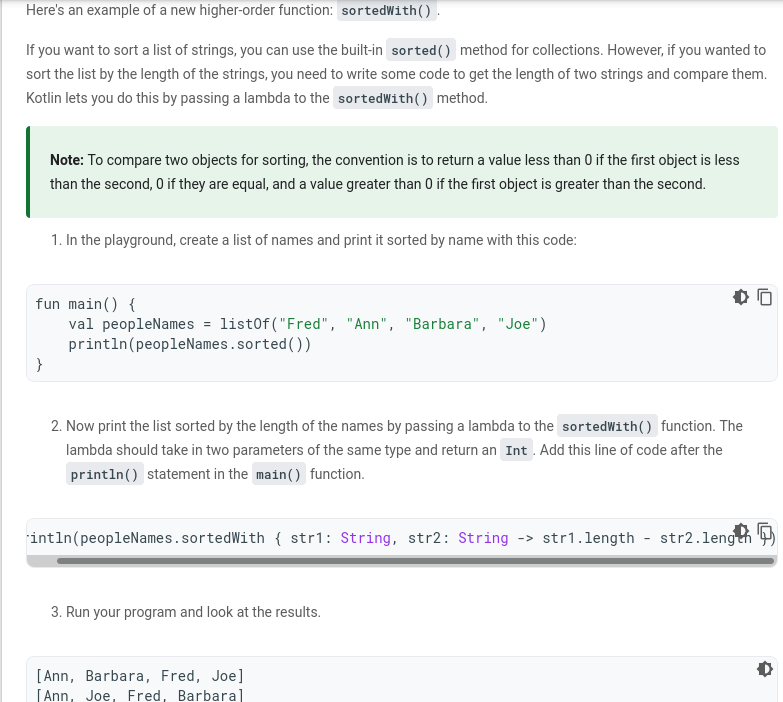 Here's an example of a new higher-order function: sortedWith().
If you want to sort a list of strings, you can use the built-in sorted() method for collections. However, if you wanted to
sort the list by the length of the strings, you need to write some code to get the length of two strings and compare them.
Kotlin lets you do this by passing a lambda to the sortedWith() method.
Note: To compare two objects for sorting, the convention is to return a value less than 0 if the first object is less
than the second, 0 if they are equal, and a value greater than 0 if the first object is greater than the second.
1. In the playground, create a list of names and print it sorted by name with this code:
fun main() {
    val peopleNames = listOf("Fred", "Ann", "Barbara", "Joe")
    println(peopleNames.sorted())
}
2. Now print the list sorted by the length of the names by passing a lambda to the sortedWith() function. The
lambda should take in two parameters of the same type and return an Int. Add this line of code after the
println() statement in the main() function.
rintln(peopleNames.sortedWith { str1: String, str2: String -> str1.length - str2.length })
3. Run your program and look at the results.
[Ann, Barbara, Fred, Joe]
[Ann, Joe, Fred, Barbara]